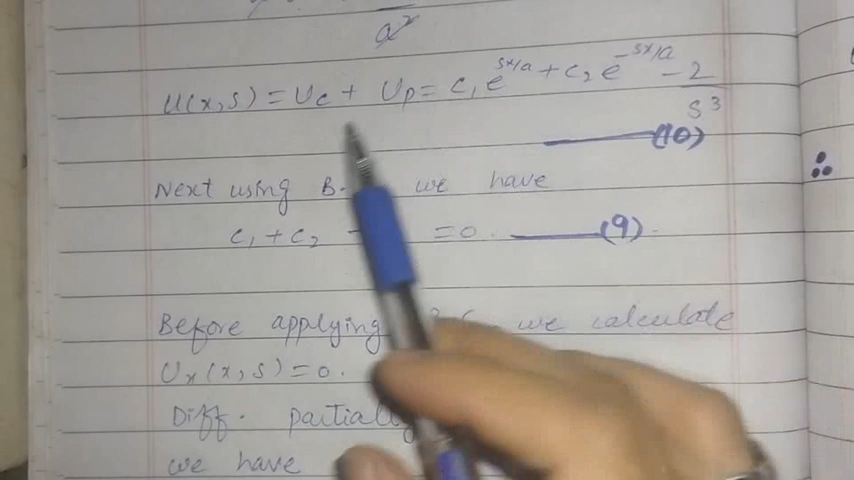 a²
U(x,s) = Uc + Up = c₁e^{sx/a} + c₂e^{-sx/a} - 2/s³
(10)
Next using B. we have
c₁ + c₂ - = 0. (9)
Before applying we calculate
Uₓ(x,s) = 0.
Diff. partially
we have
∴